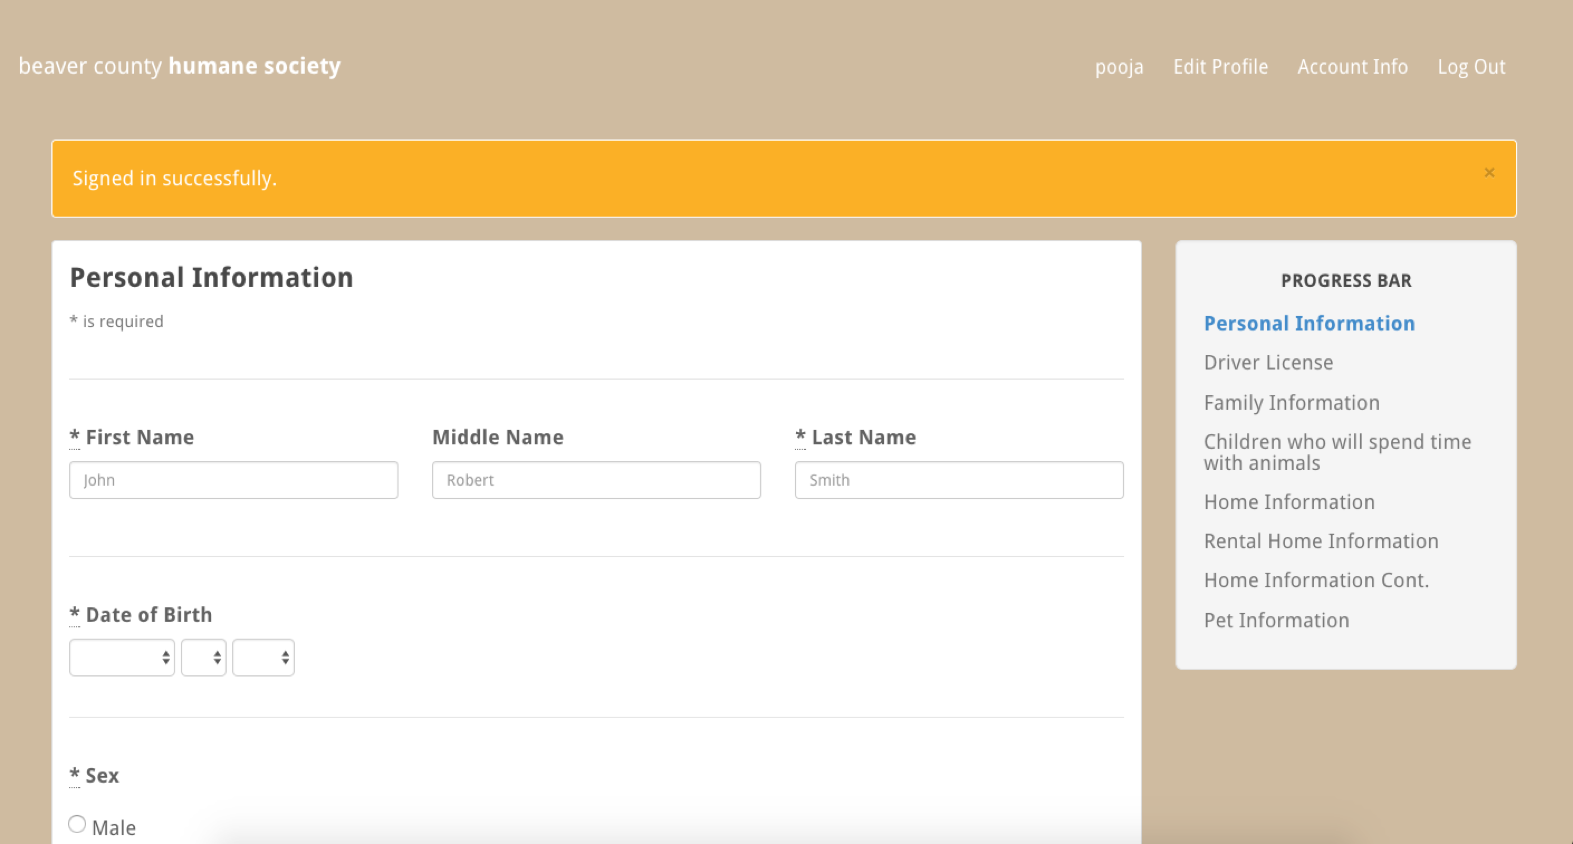 beaver county humane society
pooja Edit Profile Account Info Log Out
Signed in successfully.
×
Personal Information
* is required
* First Name
Middle Name
* Last Name
John
Robert
Smith
* Date of Birth
* Sex
Male
PROGRESS BAR
Personal Information
Driver License
Family Information
Children who will spend time
with animals
Home Information
Rental Home Information
Home Information Cont.
Pet Information